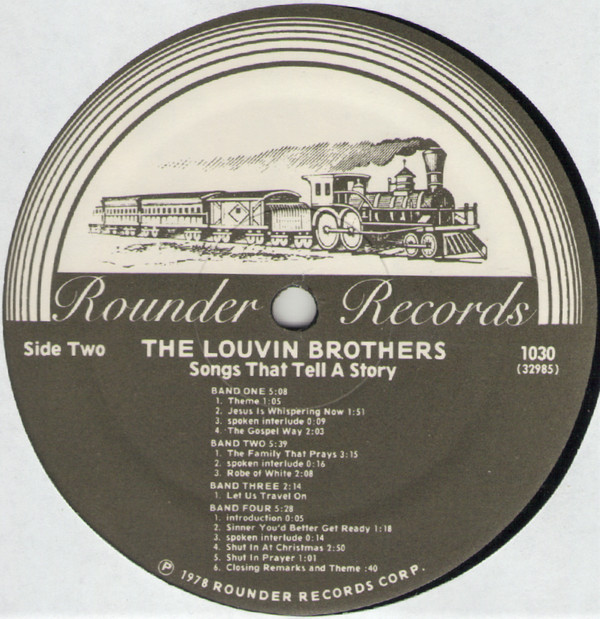 Rounder Records
Side Two THE LOUVIN BROTHERS 1030
Songs That Tell A Story (32985)
BAND ONE 5:08
1. Theme 1:05
2. Jesus Is Whispering Now 1:51
3. spoken interlude 0:09
4. The Gospel Way 2:03
BAND TWO 5:39
1. The Family That Prays 3:15
2. spoken interlude 0:16
3. Robe of White 2:08
BAND THREE 2:14
1. Let Us Travel On
BAND FOUR 5:28
1. introduction 0:05
2. Sinner You'd Better Get Ready 1:18
3. spoken interlude 0:14
4. Shut In At Christmas 2:50
5. Shut in Prayer 1:01
6. Closing Remarks and Theme :40
Ⓟ 1978 ROUNDER RECORDS CORP.